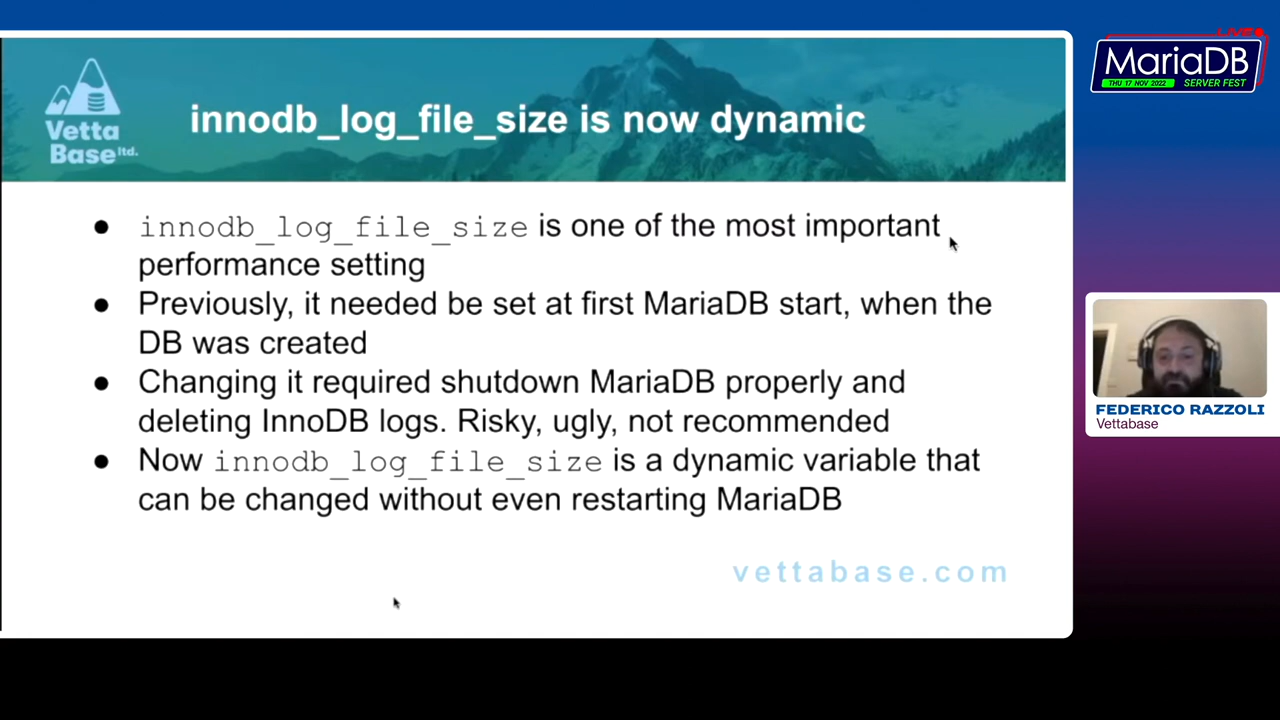 LIVE
MariaDB
THU 17 NOV 2022 SERVER FEST
Vetta
Base ltd.
innodb_log_file_size is now dynamic
● innodb_log_file_size is one of the most important
performance setting
● Previously, it needed be set at first MariaDB start, when the
DB was created
● Changing it required shutdown MariaDB properly and
deleting InnoDB logs. Risky, ugly, not recommended
● Now innodb_log_file_size is a dynamic variable that
can be changed without even restarting MariaDB
vettabase.com
FEDERICO RAZZOLI
Vettabase